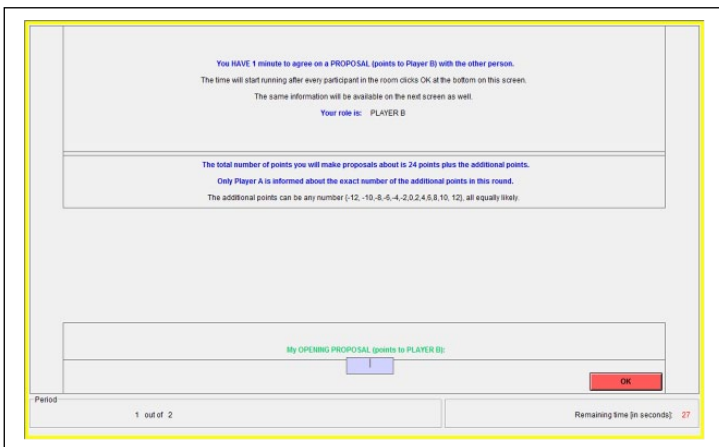 You HAVE 1 minute to agree on a PROPOSAL (points to Player B) with the other person.
The time will start running after every participant in the room clicks OK at the bottom on this screen.
The same information will be available on the next screen as well.
Your role is: PLAYER B
The total number of points you will make proposals about is 24 points plus the additional points.
Only Player A is informed about the exact number of the additional points in this round.
The additional points can be any number {-12, -10,-8,-6,-4,-2,0,2,4,6,8,10, 12}, all equally likely.
My OPENING PROPOSAL (points to PLAYER B):
OK
Period
1 out of 2
Remaining time [in seconds]: 27